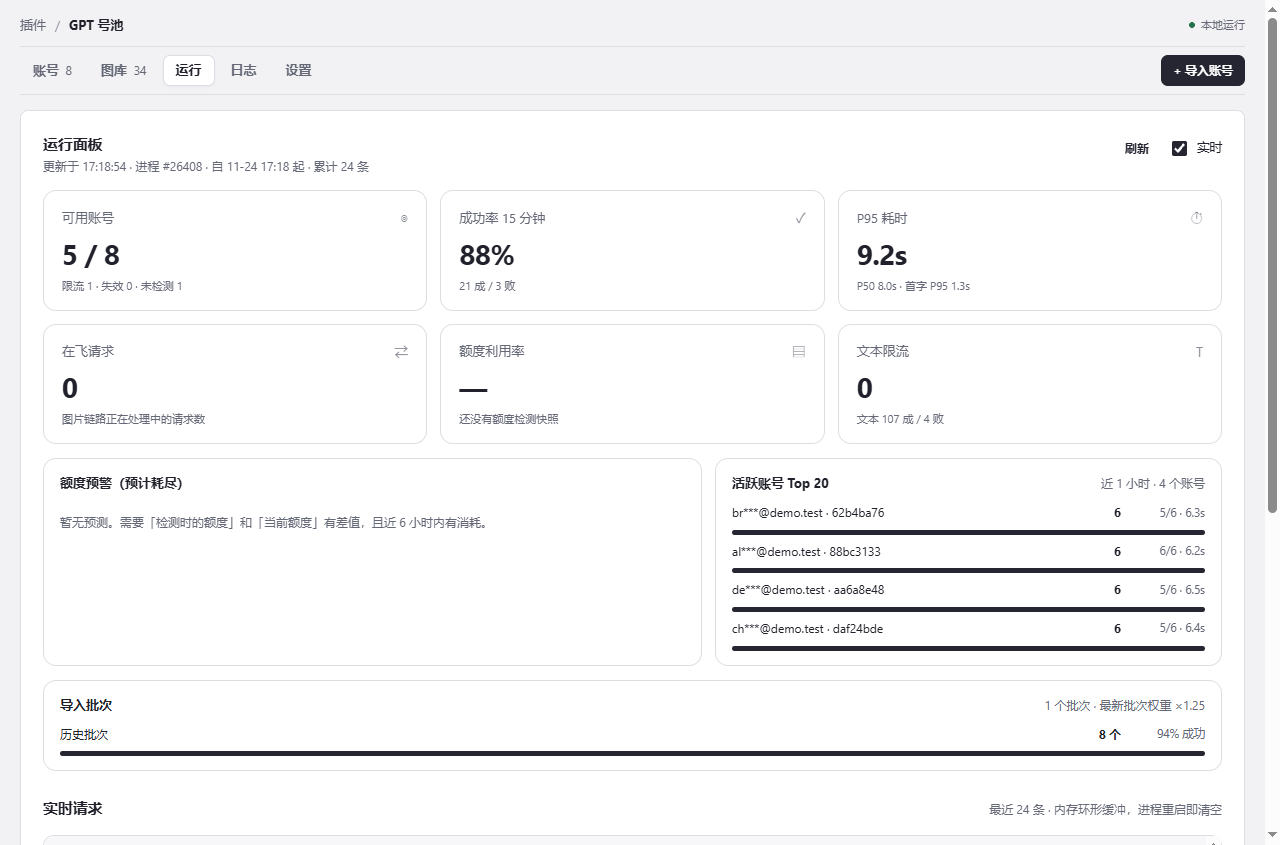 插件 / GPT 号池
本地运行
账号 8 图库 34 运行 日志 设置
+ 导入账号
运行面板
更新于 17:18:54 · 进程 #26408 · 自 11-24 17:18 起 · 累计 24 条
刷新 实时
可用账号
5 / 8
限流 1 · 失效 0 · 未检测 1
成功率 15 分钟
88%
21 成 / 3 败
P95 耗时
9.2s
P50 8.0s · 首字 P95 1.3s
在飞请求
0
图片链路正在处理中的请求数
额度利用率
—
还没有额度检测快照
文本限流
T
0
文本 107 成 / 4 败
额度预警（预计耗尽）
暂无预测。需要「检测时的额度」和「当前额度」有差值，且近 6 小时内有消耗。
活跃账号 Top 20
近 1 小时 · 4 个账号
br***@demo.test · 62b4ba76 6 5/6 · 6.3s
al***@demo.test · 88bc3133 6 6/6 · 6.2s
de***@demo.test · aa6a8e48 6 5/6 · 6.5s
ch***@demo.test · daf24bde 6 5/6 · 6.4s
导入批次
1 个批次 · 最新批次权重 ×1.25
历史批次 8 个 94% 成功
实时请求
最近 24 条 · 内存环形缓冲，进程重启即清空